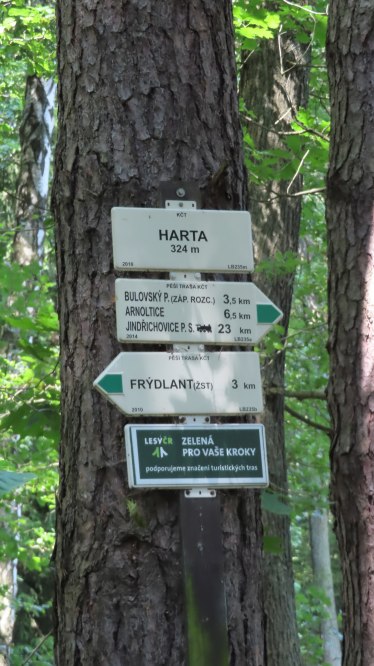 KČT
HARTA
324 m
2010 LB235m
PĚŠÍ TRASA KČT
BULOVSKÝ P. (ZÁP. ROZC.) 3,5 km
ARNOLTICE 6,5 km
JINDŘICHOVICE P. S. 23 km
2014 LB235a
PĚŠÍ TRASA KČT
FRÝDLANT (ŽST) 3 km
2010 LB235b
LESY ČR ZELENÁ
PRO VAŠE KROKY
podporujeme značení turistických tras